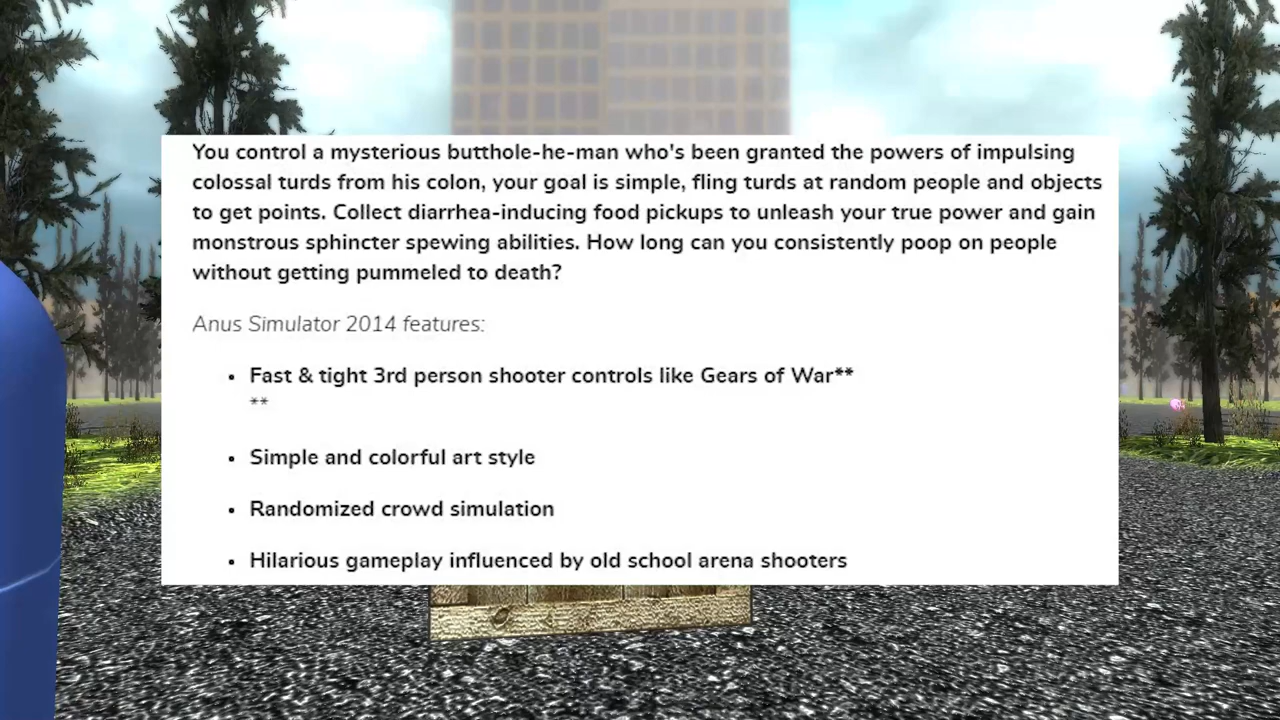 You control a mysterious butthole-he-man who's been granted the powers of impulsing
colossal turds from his colon, your goal is simple, fling turds at random people and objects
to get points. Collect diarrhea-inducing food pickups to unleash your true power and gain
monstrous sphincter spewing abilities. How long can you consistently poop on people
without getting pummeled to death?
Anus Simulator 2014 features:
• Fast & tight 3rd person shooter controls like Gears of War**
**
• Simple and colorful art style
• Randomized crowd simulation
• Hilarious gameplay influenced by old school arena shooters